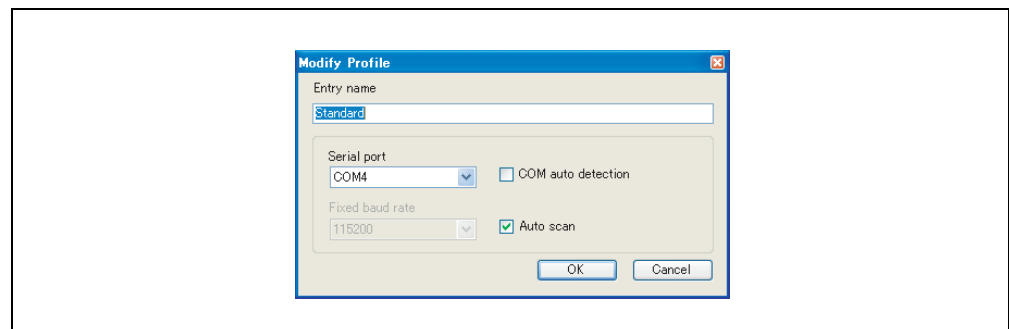 Modify Profile
Entry name
Standard
Serial port
COM4
COM auto detection
Fixed baud rate
115200
Auto scan
OK
Cancel